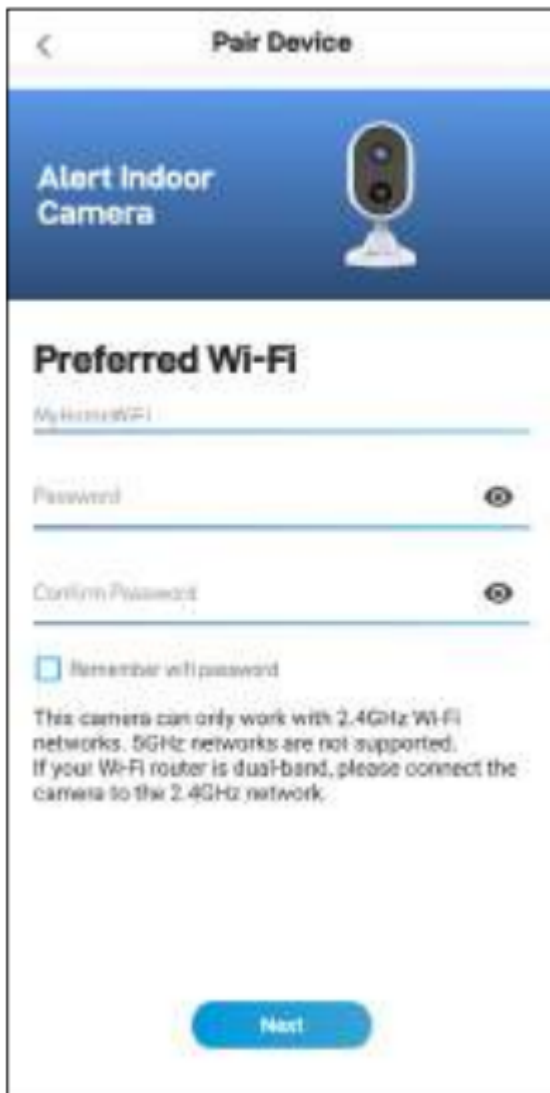 Pair Device
Alert Indoor
Camera
Preferred Wi-Fi
MyHomeWiFi
Password
Confirm Password
Remember wifi password
This camera can only work with 2.4GHz Wi-Fi
networks. 5GHz networks are not supported.
If your Wi-Fi router is dual-band, please connect the
camera to the 2.4GHz network.
Next